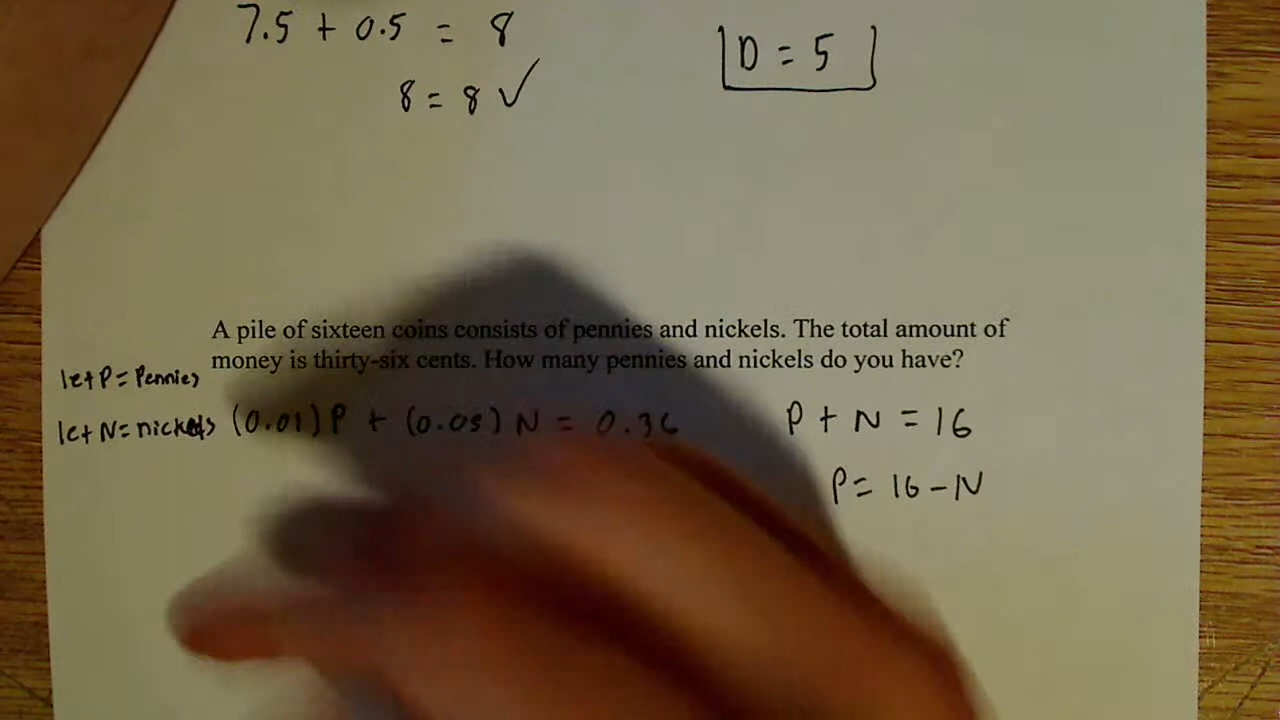 7.5 + 0.5 = 8
8 = 8 ✓
D = 5
A pile of sixteen coins consists of pennies and nickels. The total amount of
money is thirty-six cents. How many pennies and nickels do you have?
let P = Pennies
let N = nickels
(0.01) P + (0.05) N = 0.36
P + N = 16
P = 16 - N